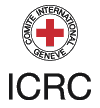 COMITE INTERNATIONAL
GENEVE
ICRC